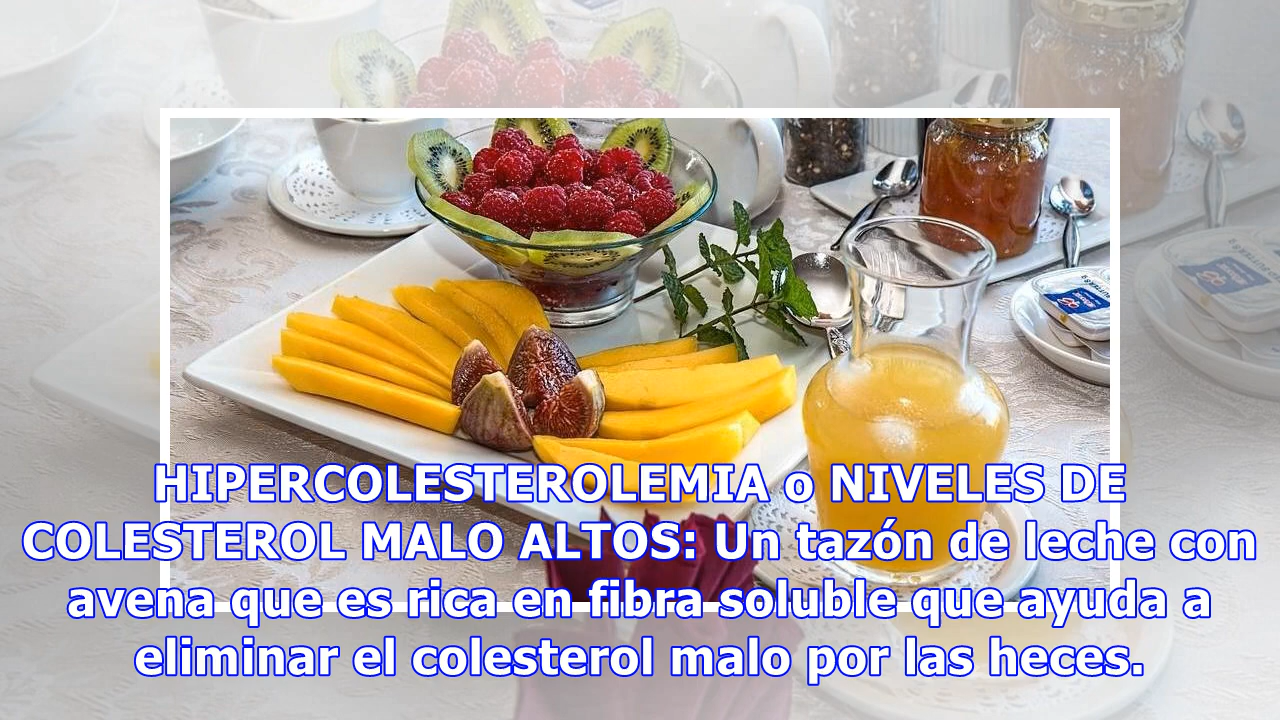 HIPERCOLESTEROLEMIA o NIVELES DE
COLESTEROL MALO ALTOS: Un tazón de leche con
avena que es rica en fibra soluble que ayuda a
eliminar el colesterol malo por las heces.